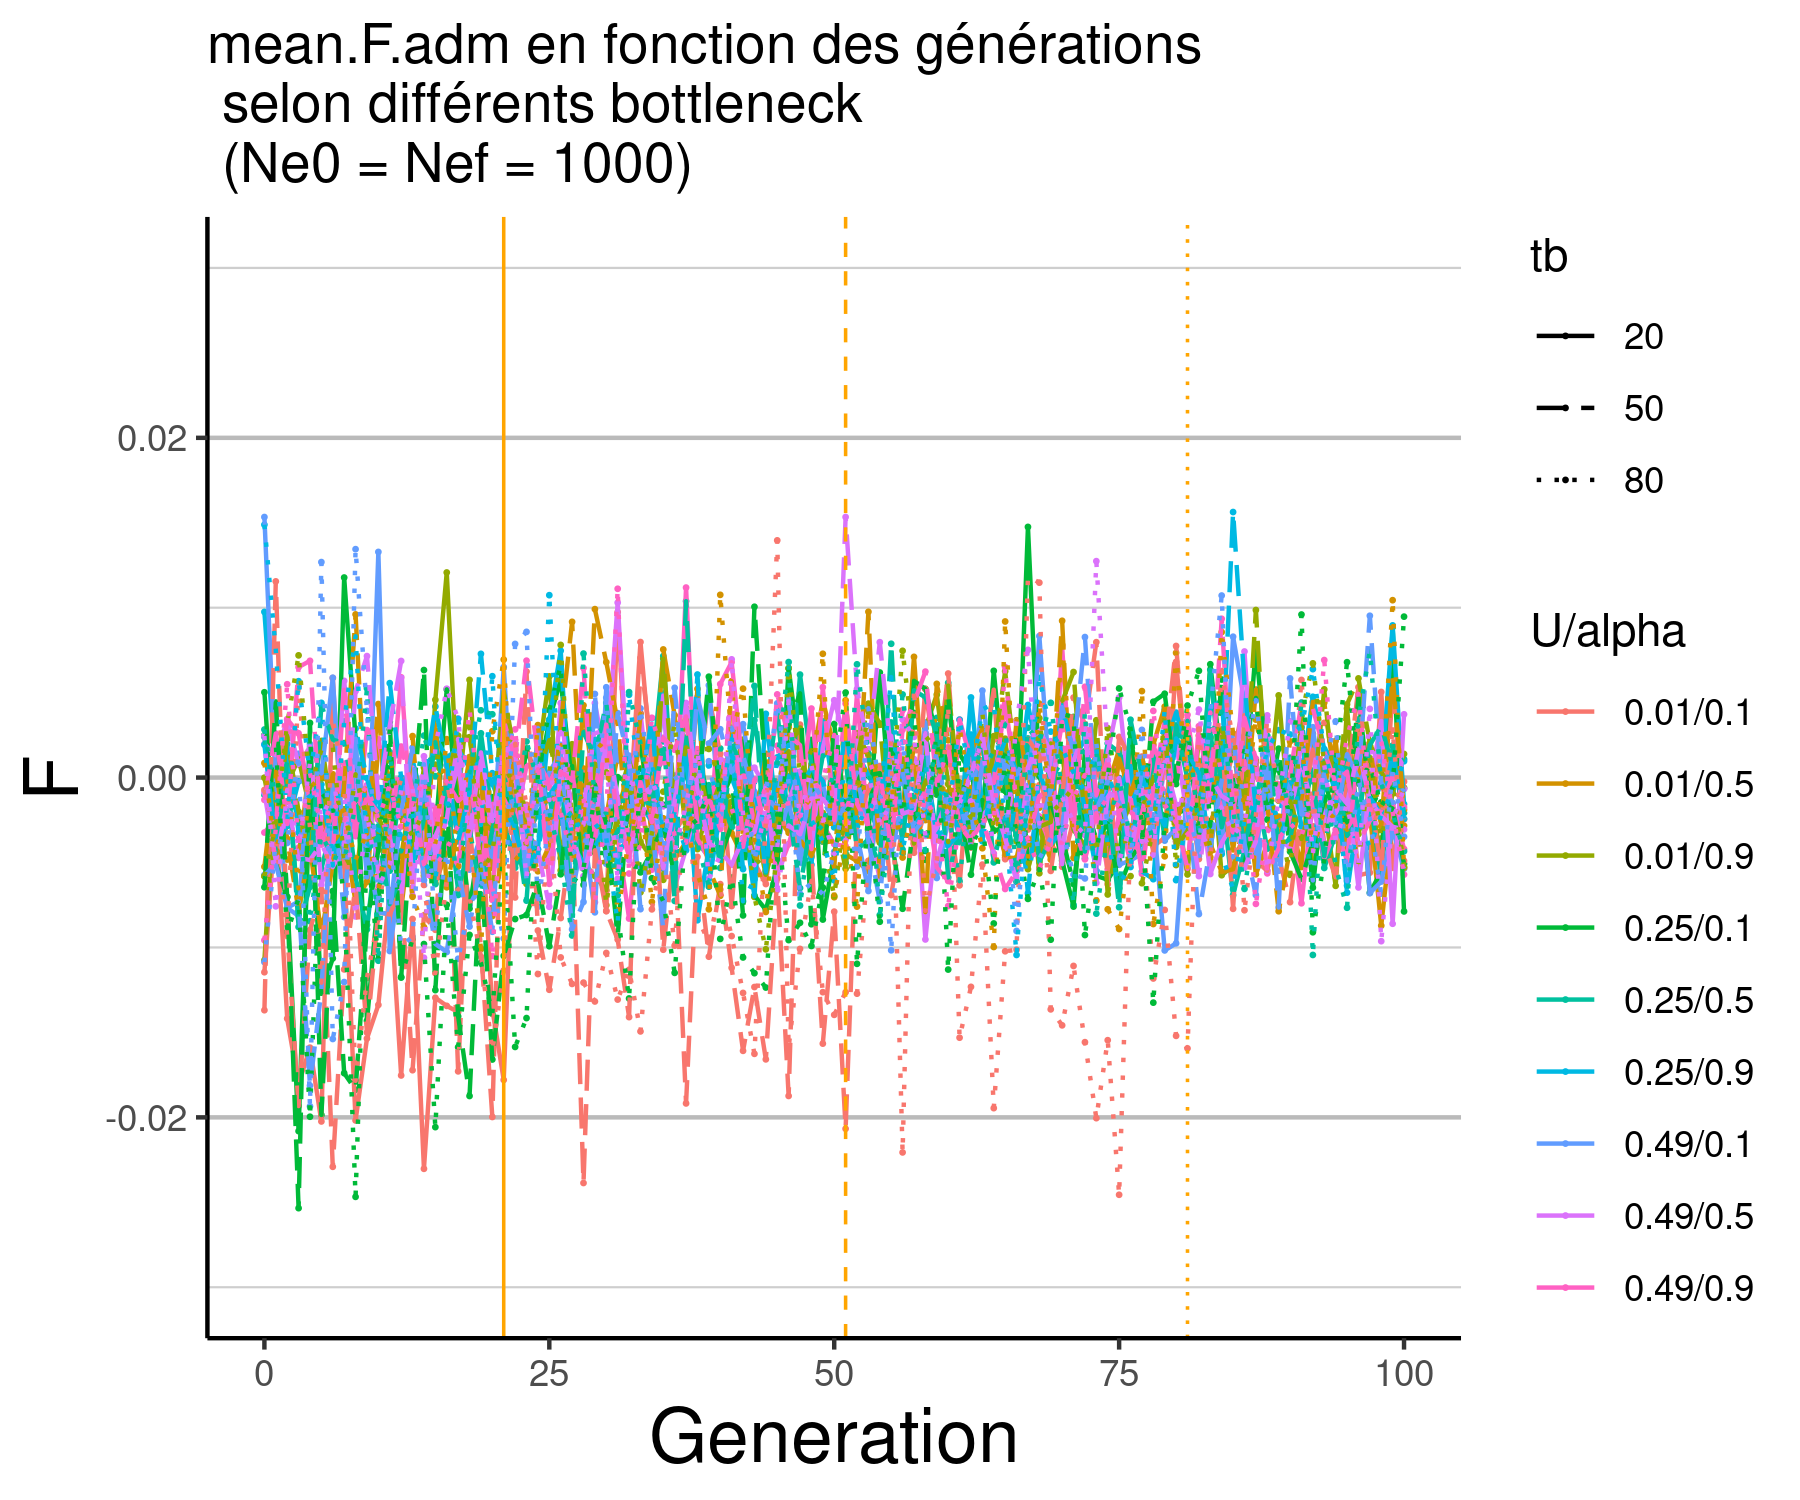 mean.F.adm en fonction des générations
selon différents bottleneck
(Ne0 = Nef = 1000)
F
0.02
0.00
-0.02
0
25
50
75
100
Generation
tb
20
50
80
U/alpha
0.01/0.1
0.01/0.5
0.01/0.9
0.25/0.1
0.25/0.5
0.25/0.9
0.49/0.1
0.49/0.5
0.49/0.9